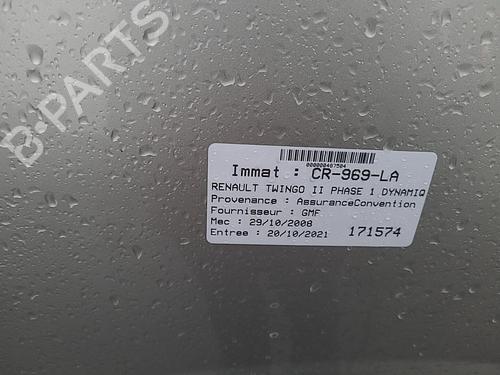 B-PARTS
000000487504
Immat : CR-969-LA
RENAULT TWINGO II PHASE 1 DYNAMIQ
Provenance : AssuranceConvention
Fournisseur : GMF
Mec : 29/10/2008
Entree : 20/10/2021 171574